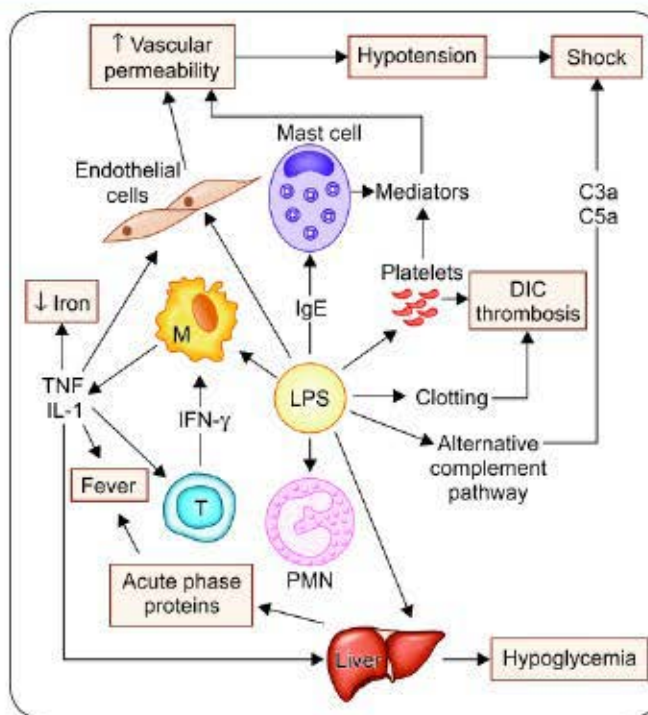 ↑ Vascular
permeability
Hypotension
Shock
Mast cell
Endothelial
cells
Mediators
C3a
C5a
Platelets
↓ Iron
IgE
DIC
thrombosis
M
TNF
IL-1
IFN-γ
LPS
Clotting
Alternative
complement
pathway
Fever
T
PMN
Acute phase
proteins
Liver
Hypoglycemia